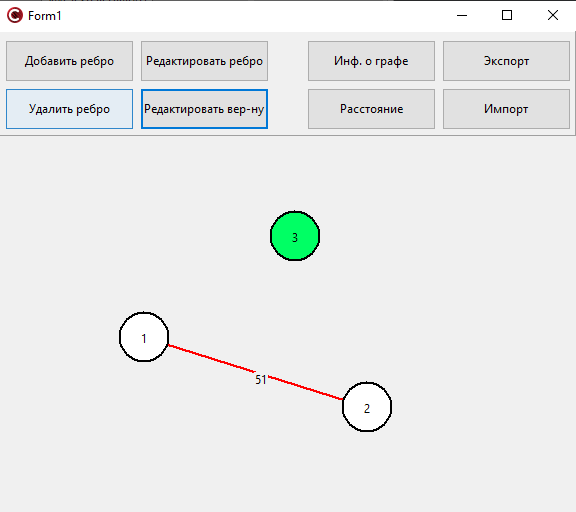 Form1
Добавить ребро
Редактировать ребро
Инф. о графе
Экспорт
Удалить ребро
Редактировать вер-ну
Расстояние
Импорт
3
1
51
2